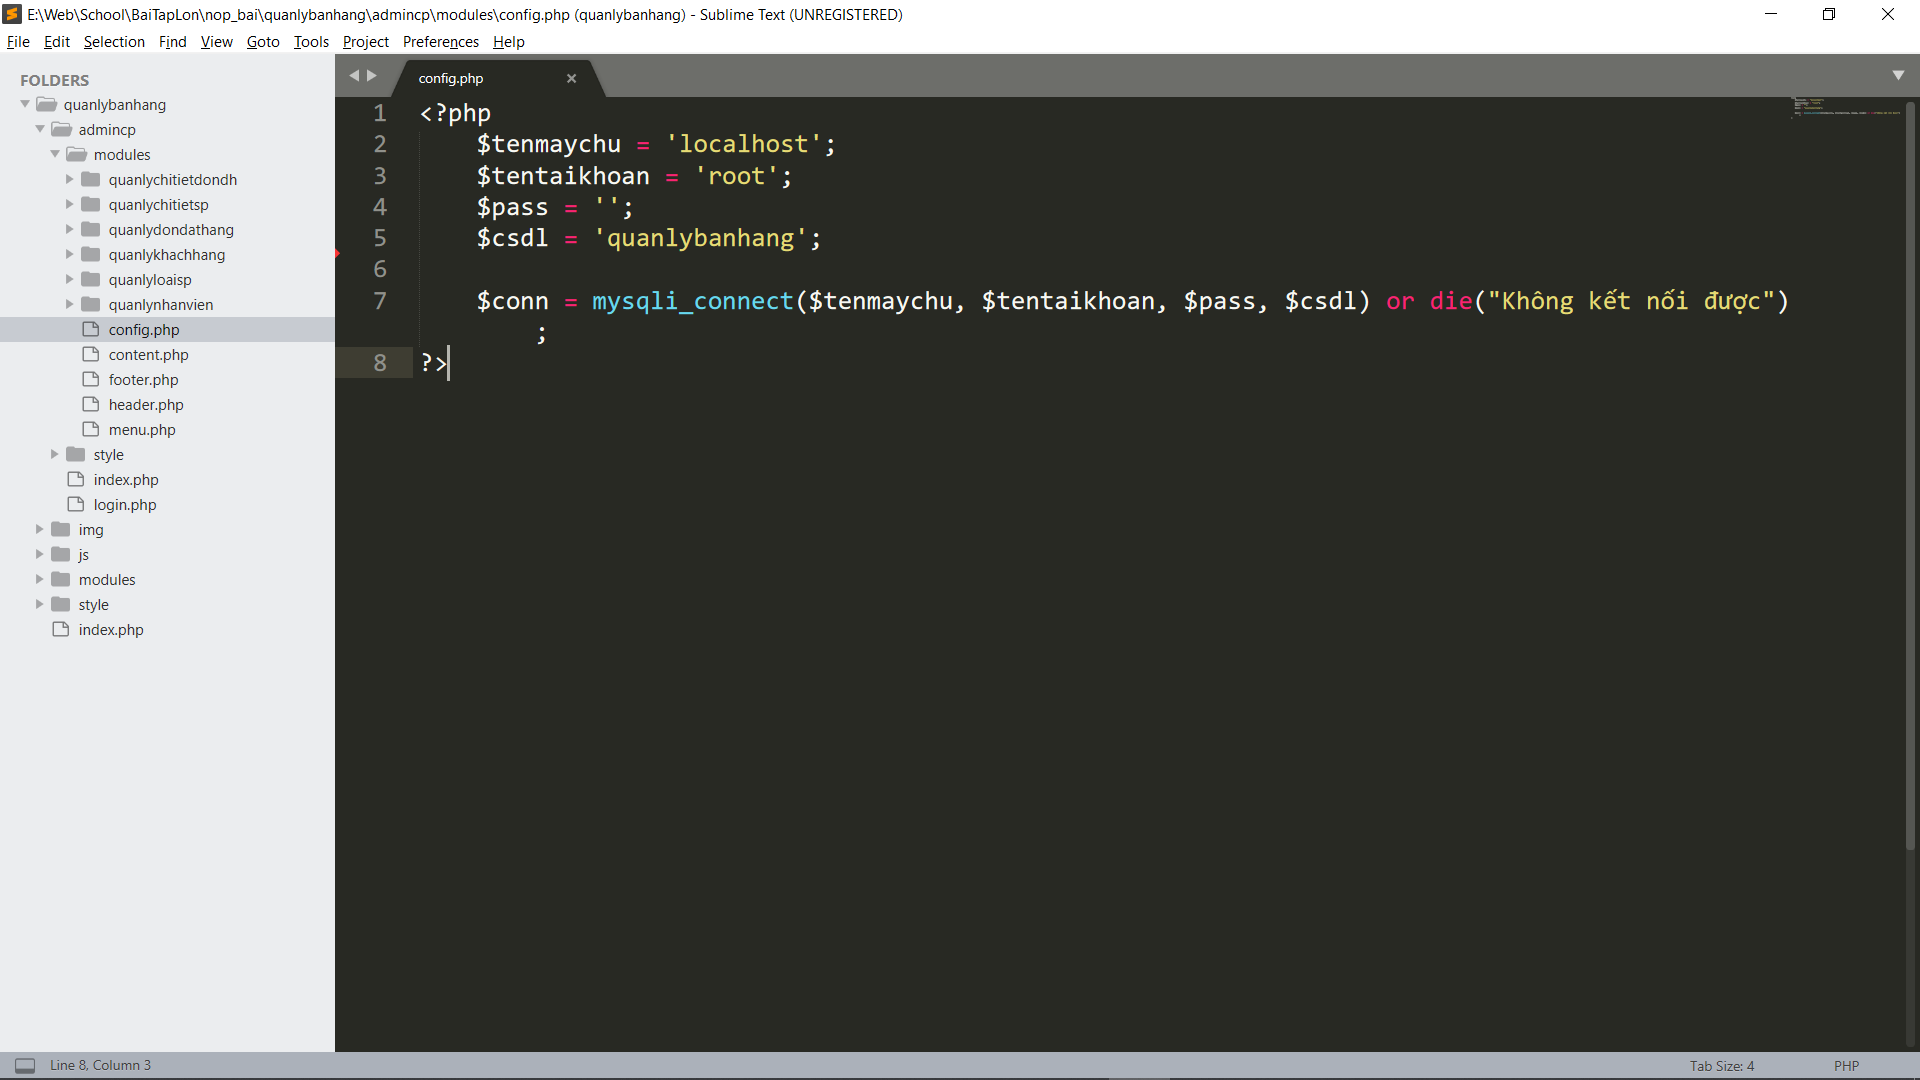 E:\Web\School\BaiTapLon\nop_bai\quanlybanhang\admincp\modules\config.php (quanlybanhang) - Sublime Text (UNREGISTERED)
File Edit Selection Find View Goto Tools Project Preferences Help
FOLDERS
quanlybanhang
admincp
modules
quanlychitietdondh
quanlychitietsp
quanlydondathang
quanlykhachhang
quanlyloaisp
quanlynhanvien
config.php
content.php
footer.php
header.php
menu.php
style
index.php
login.php
img
js
modules
style
index.php
config.php
1 <?php
2 $tenmaychu = 'localhost';
3 $tentaikhoan = 'root';
4 $pass = '';
5 $csdl = 'quanlybanhang';
6
7 $conn = mysqli_connect($tenmaychu, $tentaikhoan, $pass, $csdl) or die("Không kết nối được")
;
8 ?>
Line 8, Column 3
Tab Size: 4
PHP